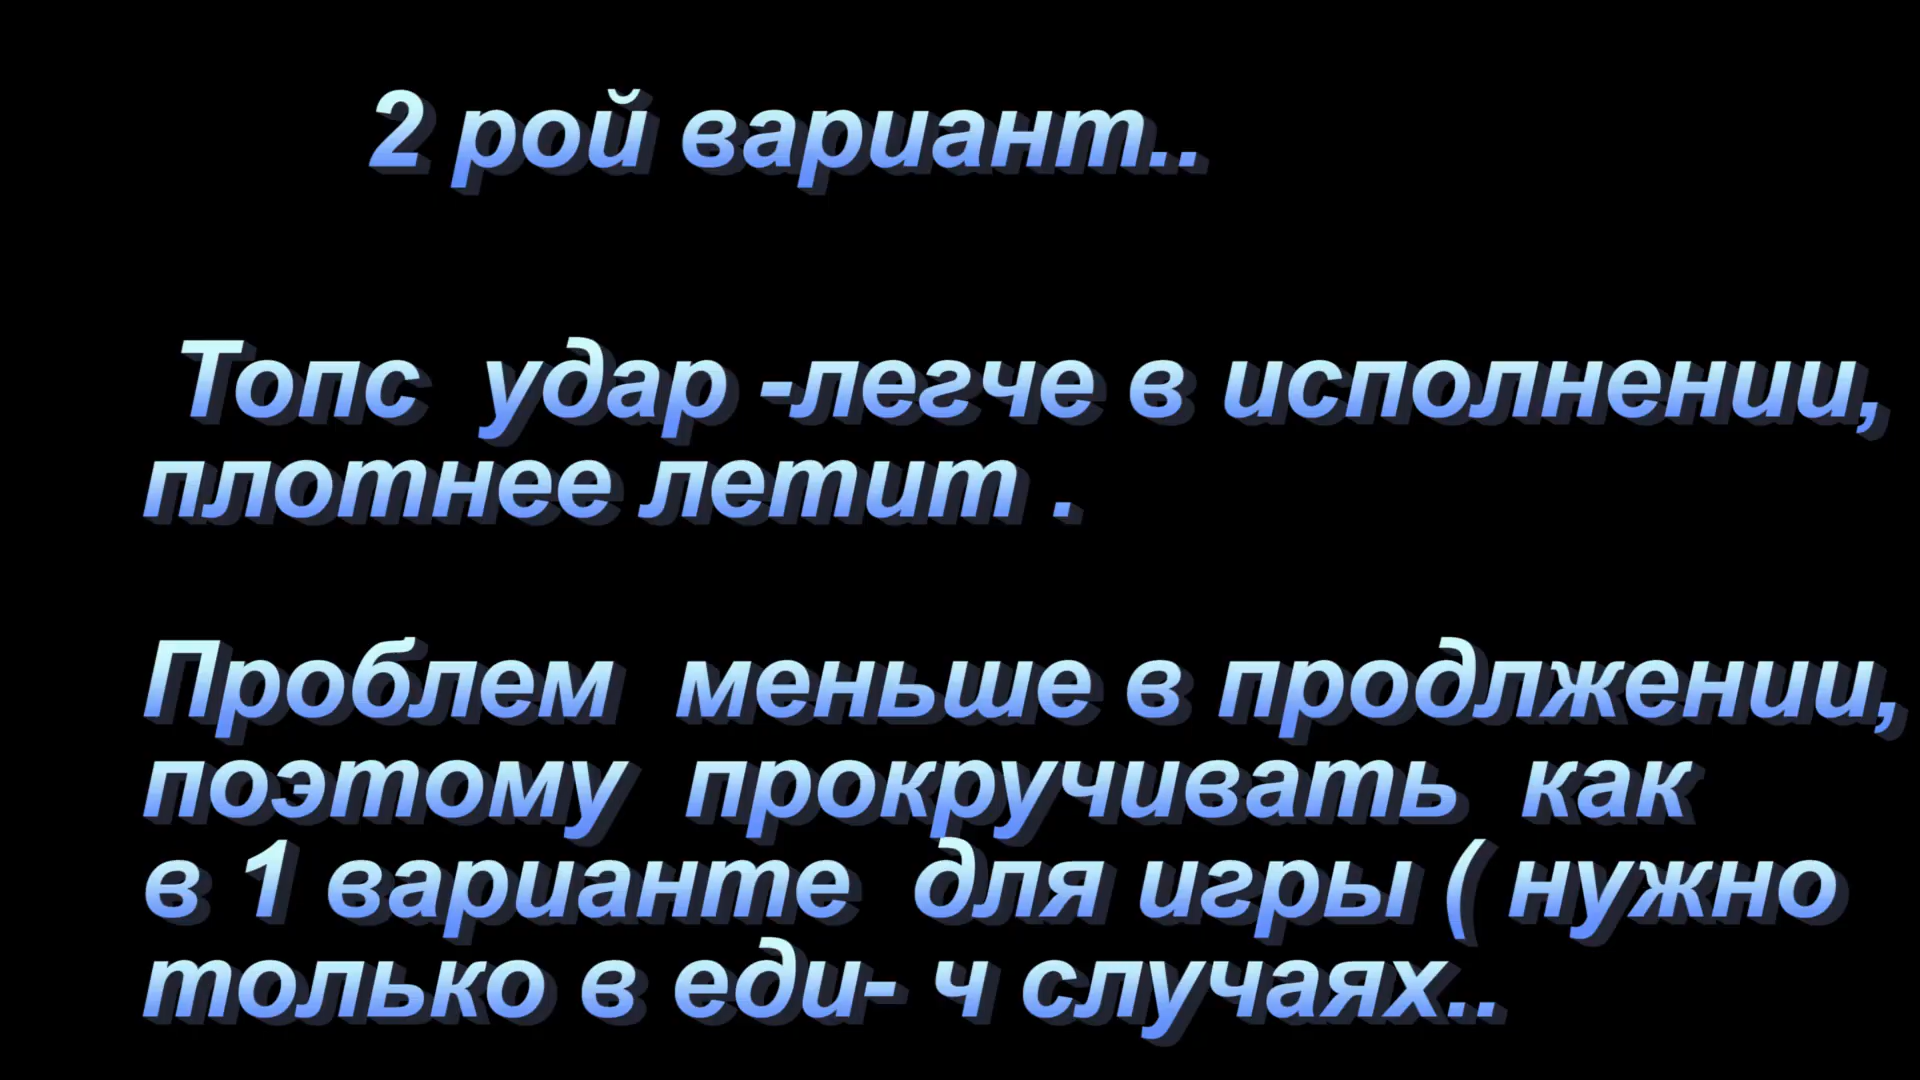 2 рой вариант..
Топс удар -легче в исполнении,
плотнее летит .
Проблем меньше в продлжении,
поэтому прокручивать как
в 1 варианте для игры ( нужно
только в еди- ч случаях..